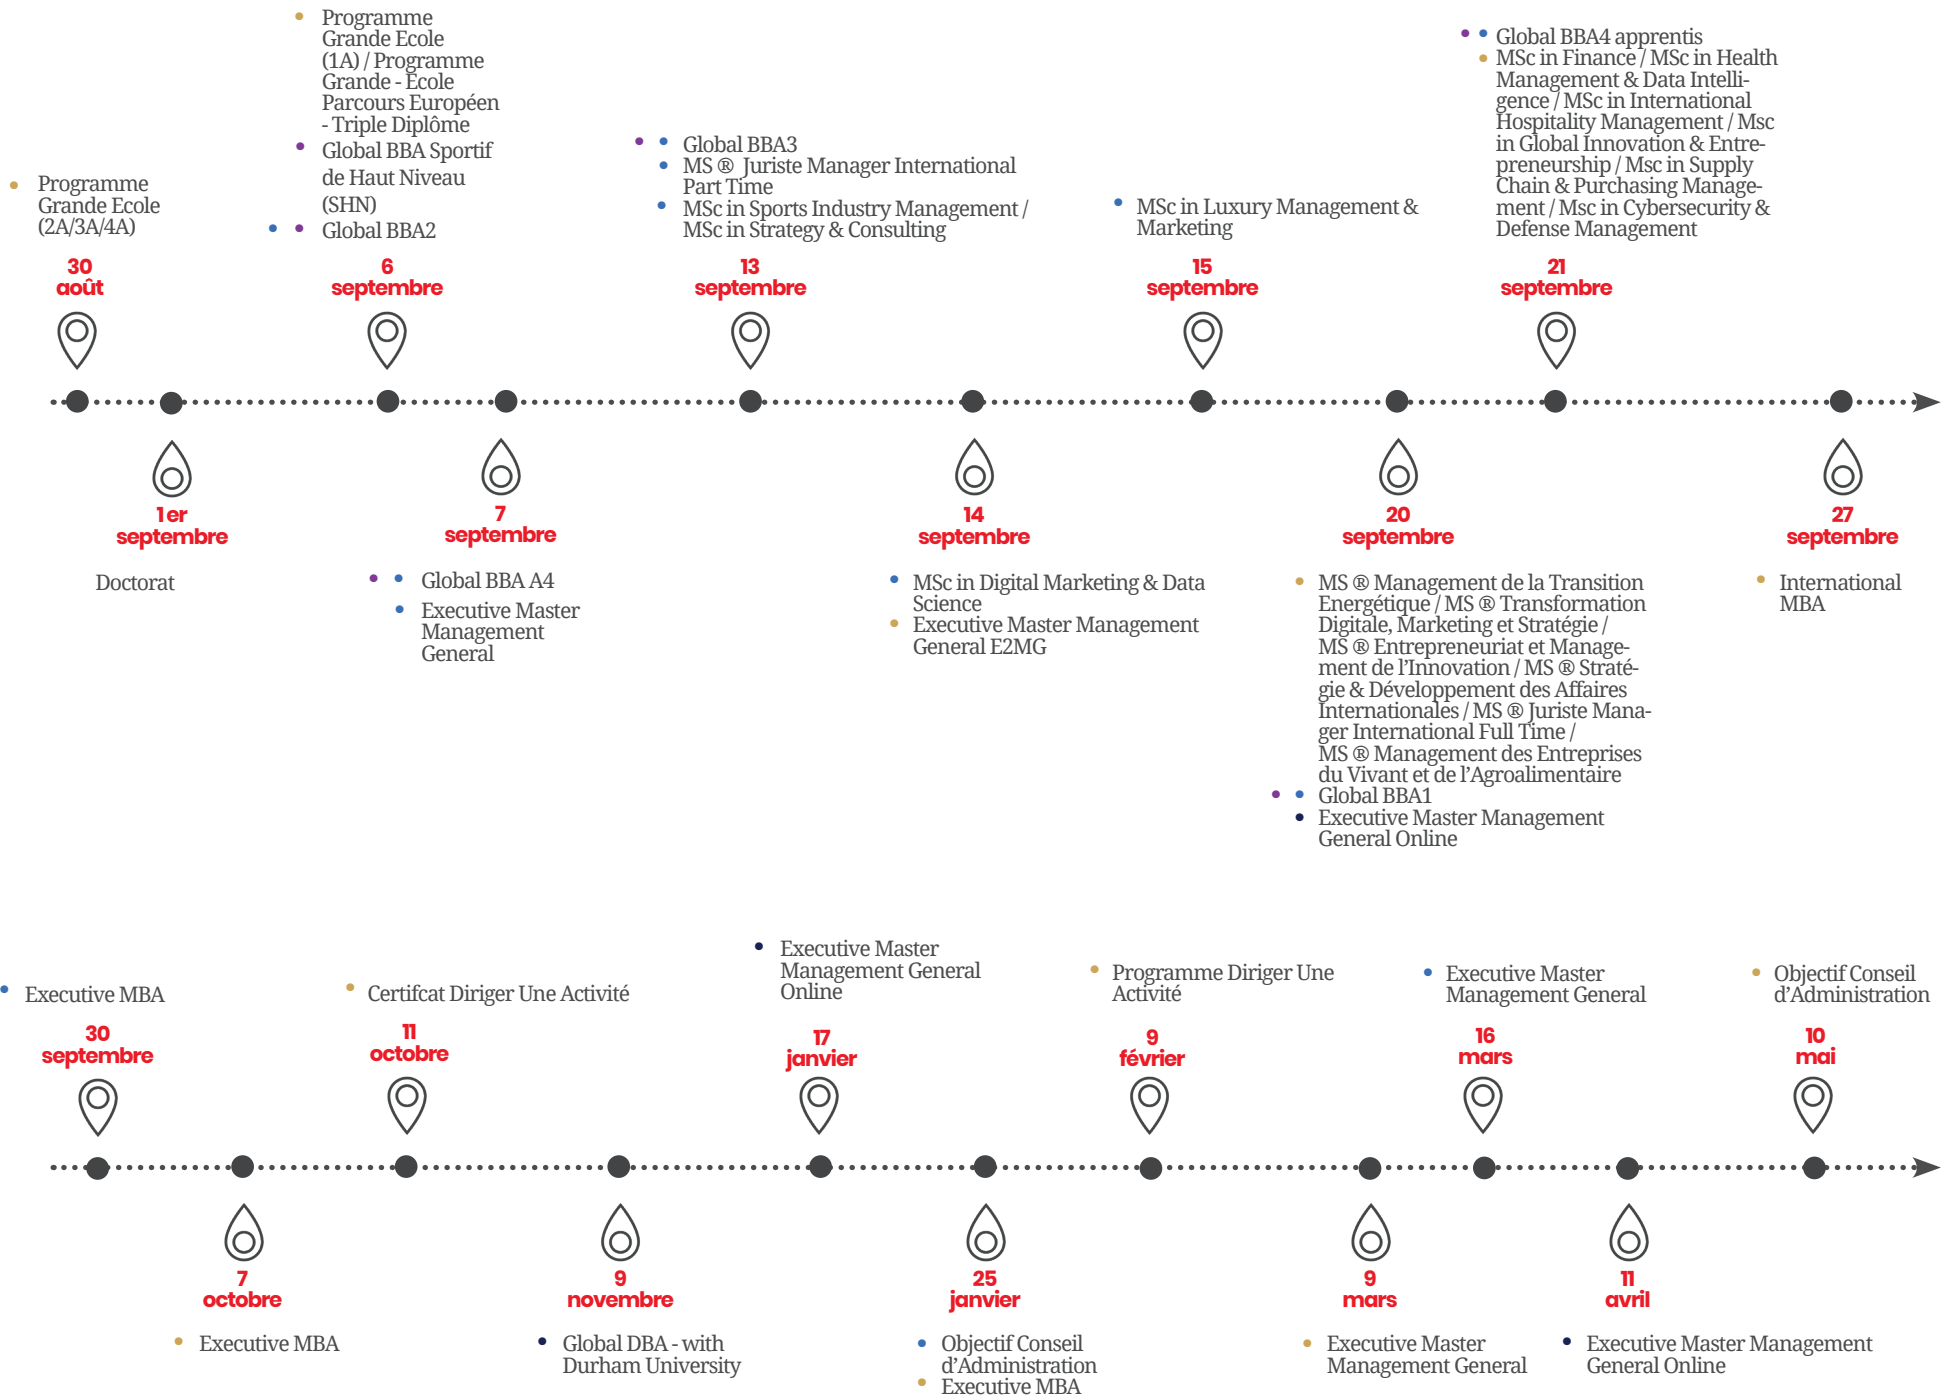 Programme
Grande Ecole
(2A/3A/4A)
30
août
Programme
Grande Ecole
(1A) / Programme
Grande - Ecole
Parcours Européen
- Triple Diplôme
Global BBA Sportif
de Haut Niveau
(SHN)
Global BBA2
6
septembre
Global BBA3
MS ® Juriste Manager International
Part Time
MSc in Sports Industry Management /
MSc in Strategy & Consulting
13
septembre
MSc in Luxury Management &
Marketing
15
septembre
Global BBA4 apprentis
MSc in Finance / MSc in Health
Management & Data Intelli-
gence / MSc in International
Hospitality Management / Msc
in Global Innovation & Entre-
preneurship / Msc in Supply
Chain & Purchasing Manage-
ment / Msc in Cybersecurity &
Defense Management
21
septembre
1er
septembre
Doctorat
7
septembre
Global BBA A4
Executive Master
Management
General
14
septembre
MSc in Digital Marketing & Data
Science
Executive Master Management
General E2MG
20
septembre
MS ® Management de la Transition
Energétique / MS ® Transformation
Digitale, Marketing et Stratégie /
MS ® Entrepreneuriat et Manage-
ment de l’Innovation / MS ® Straté-
gie & Développement des Affaires
Internationales / MS ® Juriste Mana-
ger International Full Time /
MS ® Management des Entreprises
du Vivant et de l’Agroalimentaire
Global BBA1
Executive Master Management
General Online
27
septembre
International
MBA
Executive MBA
30
septembre
Certifcat Diriger Une Activité
11
octobre
Executive Master
Management General
Online
17
janvier
Programme Diriger Une
Activité
9
février
Executive Master
Management General
16
mars
Objectif Conseil
d’Administration
10
mai
7
octobre
Executive MBA
9
novembre
Global DBA - with
Durham University
25
janvier
Objectif Conseil
d’Administration
Executive MBA
9
mars
Executive Master
Management General
11
avril
Executive Master Management
General Online